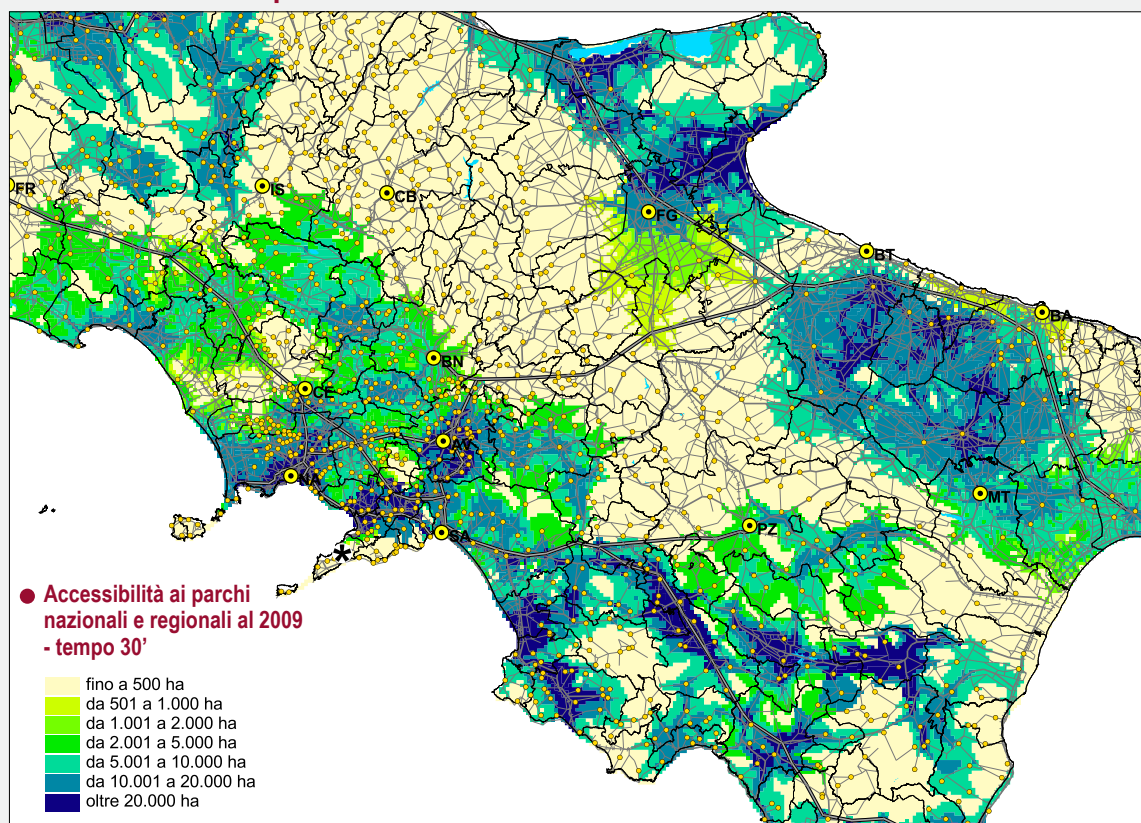 FR
IS
CB
FG
BT
BA
BN
CE
AV
NA
MT
SA
PZ
*
Accessibilità ai parchi
nazionali e regionali al 2009
- tempo 30'
fino a 500 ha
da 501 a 1.000 ha
da 1.001 a 2.000 ha
da 2.001 a 5.000 ha
da 5.001 a 10.000 ha
da 10.001 a 20.000 ha
oltre 20.000 ha